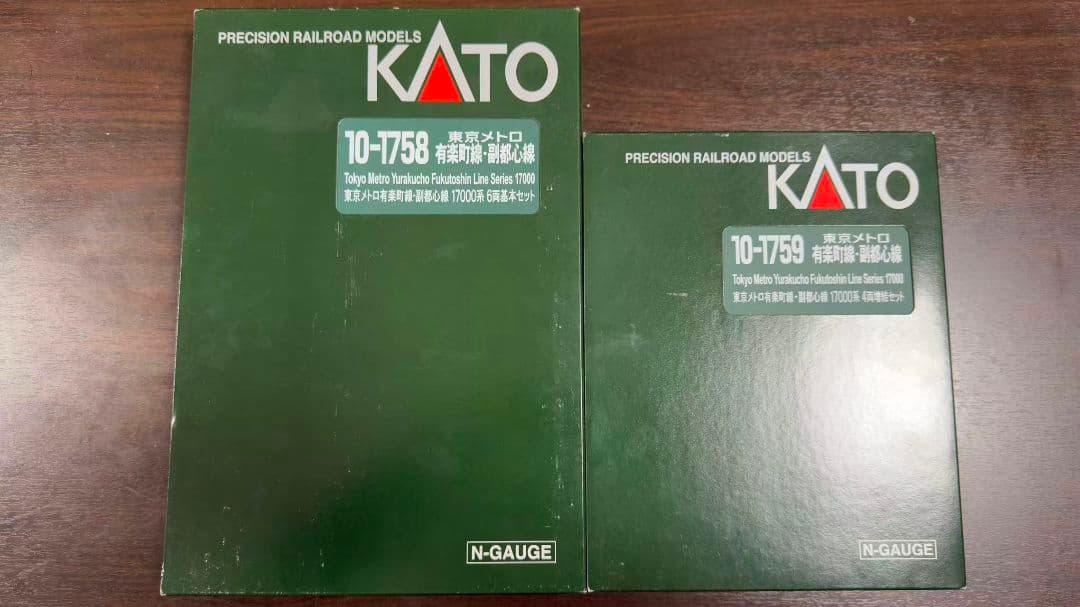 PRECISION RAILROAD MODELS
KATO
10-1758 東京メトロ
有楽町線・副都心線
Tokyo Metro Yurakucho Fukutoshin Line Series 17000
東京メトロ有楽町線・副都心線 17000系 6両基本セット
N-GAUGE
PRECISION RAILROAD MODELS
KATO
10-1759 東京メトロ
有楽町線・副都心線
Tokyo Metro Yurakucho Fukutoshin Line Series 17000
東京メトロ有楽町線・副都心線 17000系 4両増結セット
N-GAUGE